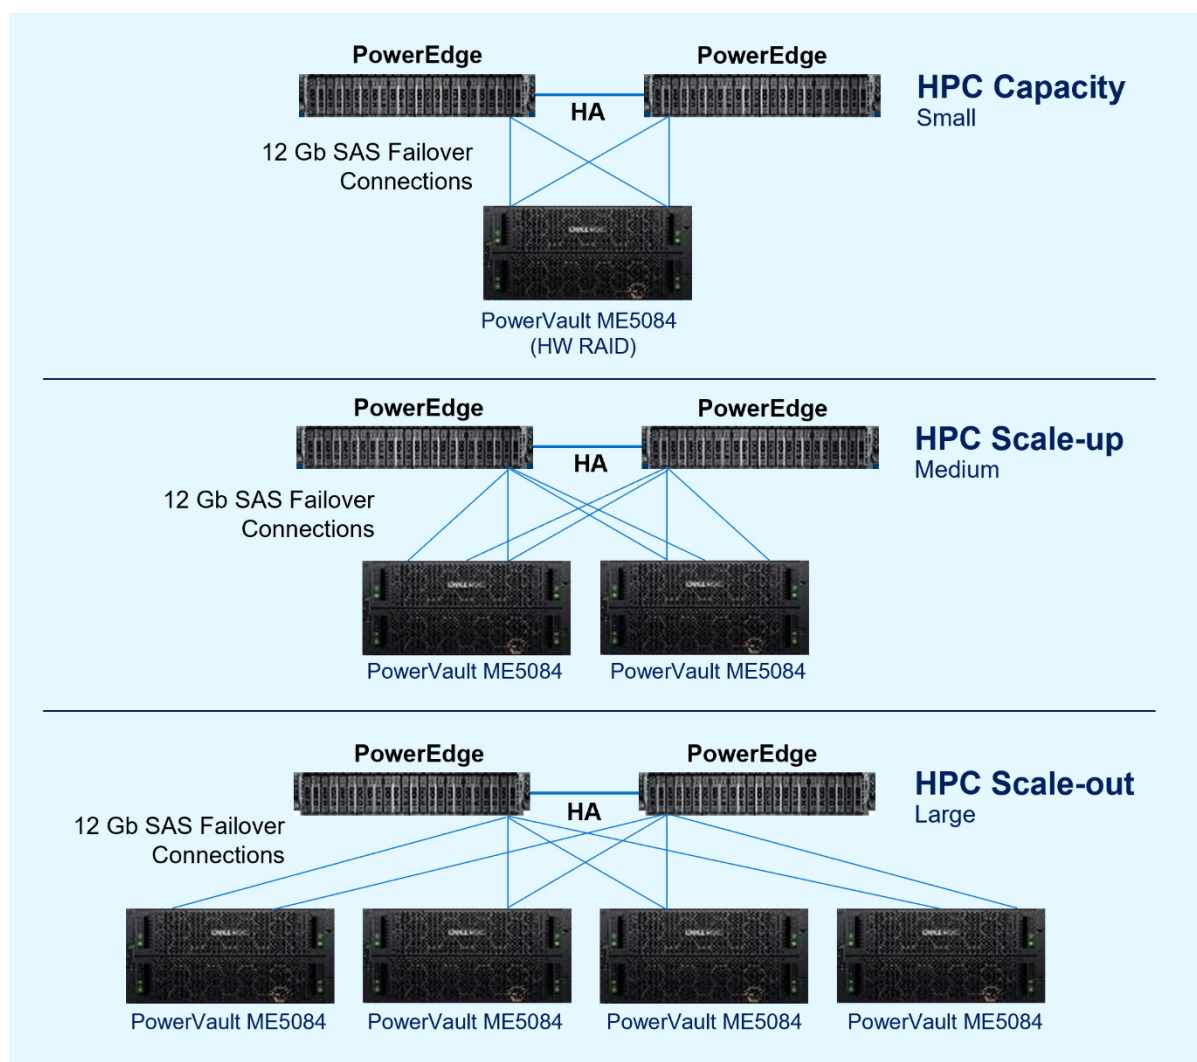 PowerEdge
PowerEdge
HPC Capacity
Small
HA
12 Gb SAS Failover
Connections
PowerVault ME5084
(HW RAID)
PowerEdge
PowerEdge
HPC Scale-up
Medium
HA
12 Gb SAS Failover
Connections
PowerVault ME5084
PowerVault ME5084
PowerEdge
PowerEdge
HPC Scale-out
Large
HA
12 Gb SAS Failover
Connections
PowerVault ME5084
PowerVault ME5084
PowerVault ME5084
PowerVault ME5084